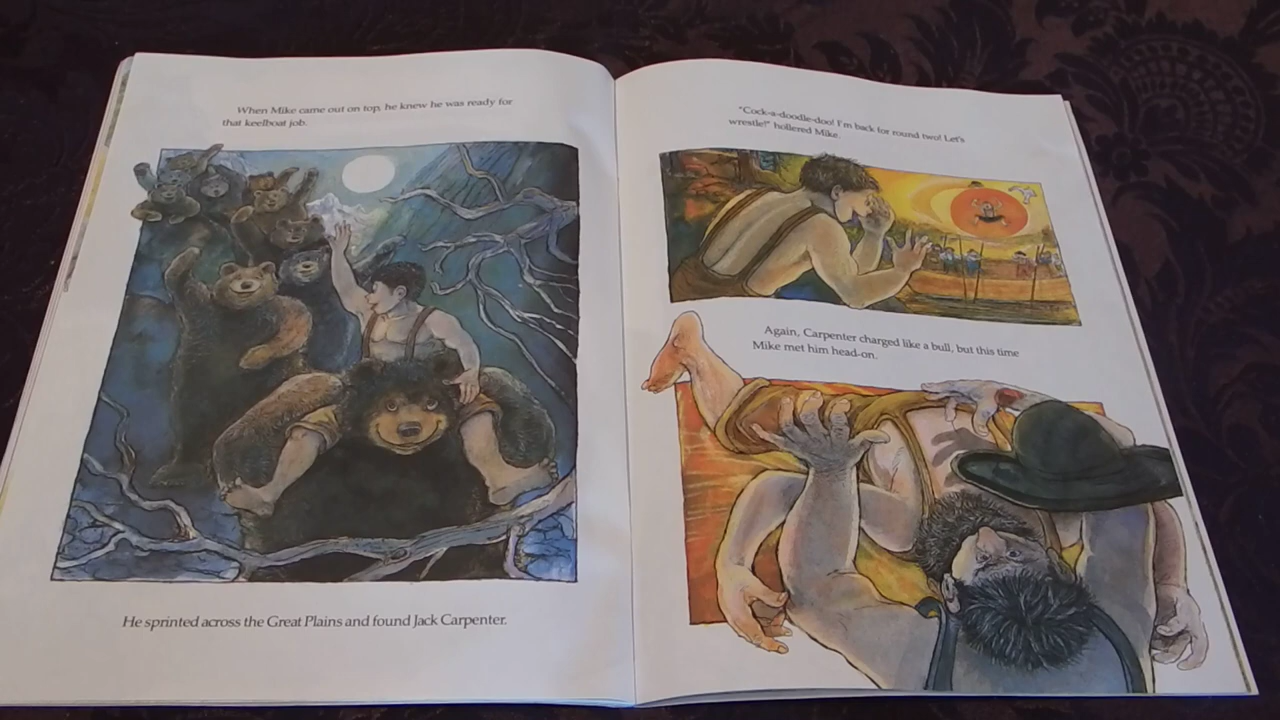 When Mike came out on top, he knew he was ready for
that keelboat job.
He sprinted across the Great Plains and found Jack Carpenter.
"Cock-a-doodle-doo! I'm back for round two! Let's
wrestle!" hollered Mike.
Again, Carpenter charged like a bull, but this time
Mike met him head-on.